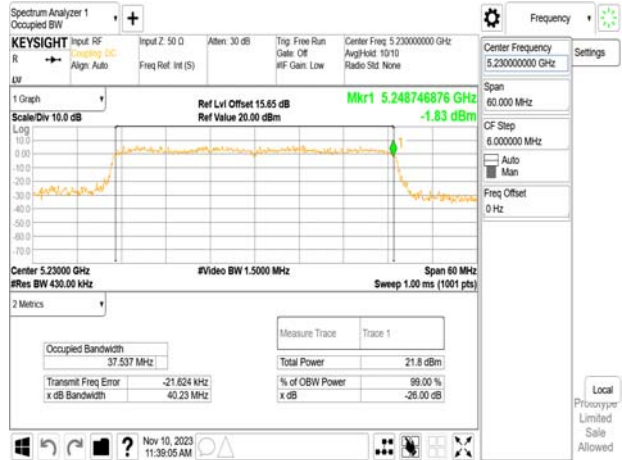 Spectrum Analyzer 1
Occupied BW
Frequency
KEYSIGHT Input: RF Input Z: 50 Ω Atten: 30 dB Trig: Free Run Center Freq: 5.230000000 GHz
R Coupling: DC Gate: Off Avg|Hold: 10/10
Align: Auto Freq Ref: Int (S) #IF Gain: Low Radio Std: None
LM
1 Graph
Scale/Div 10.0 dB
Ref Lvl Offset 15.65 dB
Ref Value 20.00 dBm
Mkr1 5.248746876 GHz
-1.83 dBm
Log
10.0
0.00
-10.0
-20.0
-30.0
-40.0
-50.0
-60.0
-70.0
1
Center 5.23000 GHz #Video BW 1.5000 MHz Span 60 MHz
#Res BW 430.00 kHz Sweep 1.00 ms (1001 pts)
2 Metrics
Measure Trace Trace 1
Occupied Bandwidth
37.537 MHz
Total Power 21.8 dBm
Transmit Freq Error -21.624 kHz % of OBW Power 99.00 %
x dB Bandwidth 40.23 MHz x dB -26.00 dB
Center Frequency
5.230000000 GHz
Settings
Span
60.000 MHz
CF Step
6.000000 MHz
Auto
Man
Freq Offset
0 Hz
Local
Prototype
Limited
Sale
Allowed
?
Nov 10, 2023
11:39:05 AM